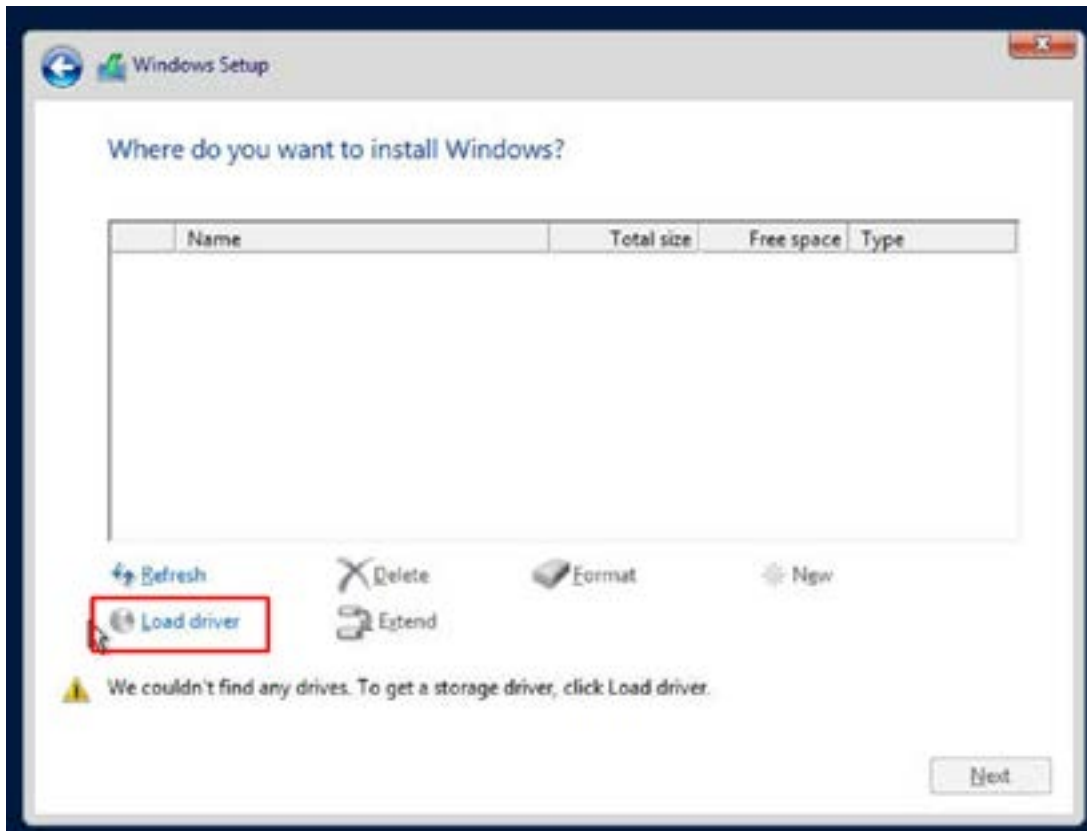 Windows Setup
Where do you want to install Windows?
Name Total size Free space Type
Refresh Delete Format New
Load driver Extend
We couldn't find any drives. To get a storage driver, click Load driver.
Next